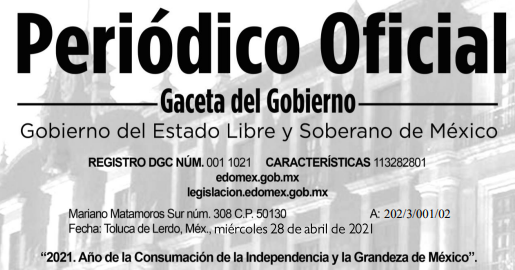 Periódico Oficial
Gaceta del Gobierno
Gobierno del Estado Libre y Soberano de México
REGISTRO DGC NÚM. 001 1021 CARACTERÍSTICAS 113282801
edomex.gob.mx
legislacion.edomex.gob.mx
Mariano Matamoros Sur núm. 308 C.P. 50130 A: 202/3/001/02
Fecha: Toluca de Lerdo, Méx., miércoles 28 de abril de 2021
“2021. Año de la Consumación de la Independencia y la Grandeza de México”.